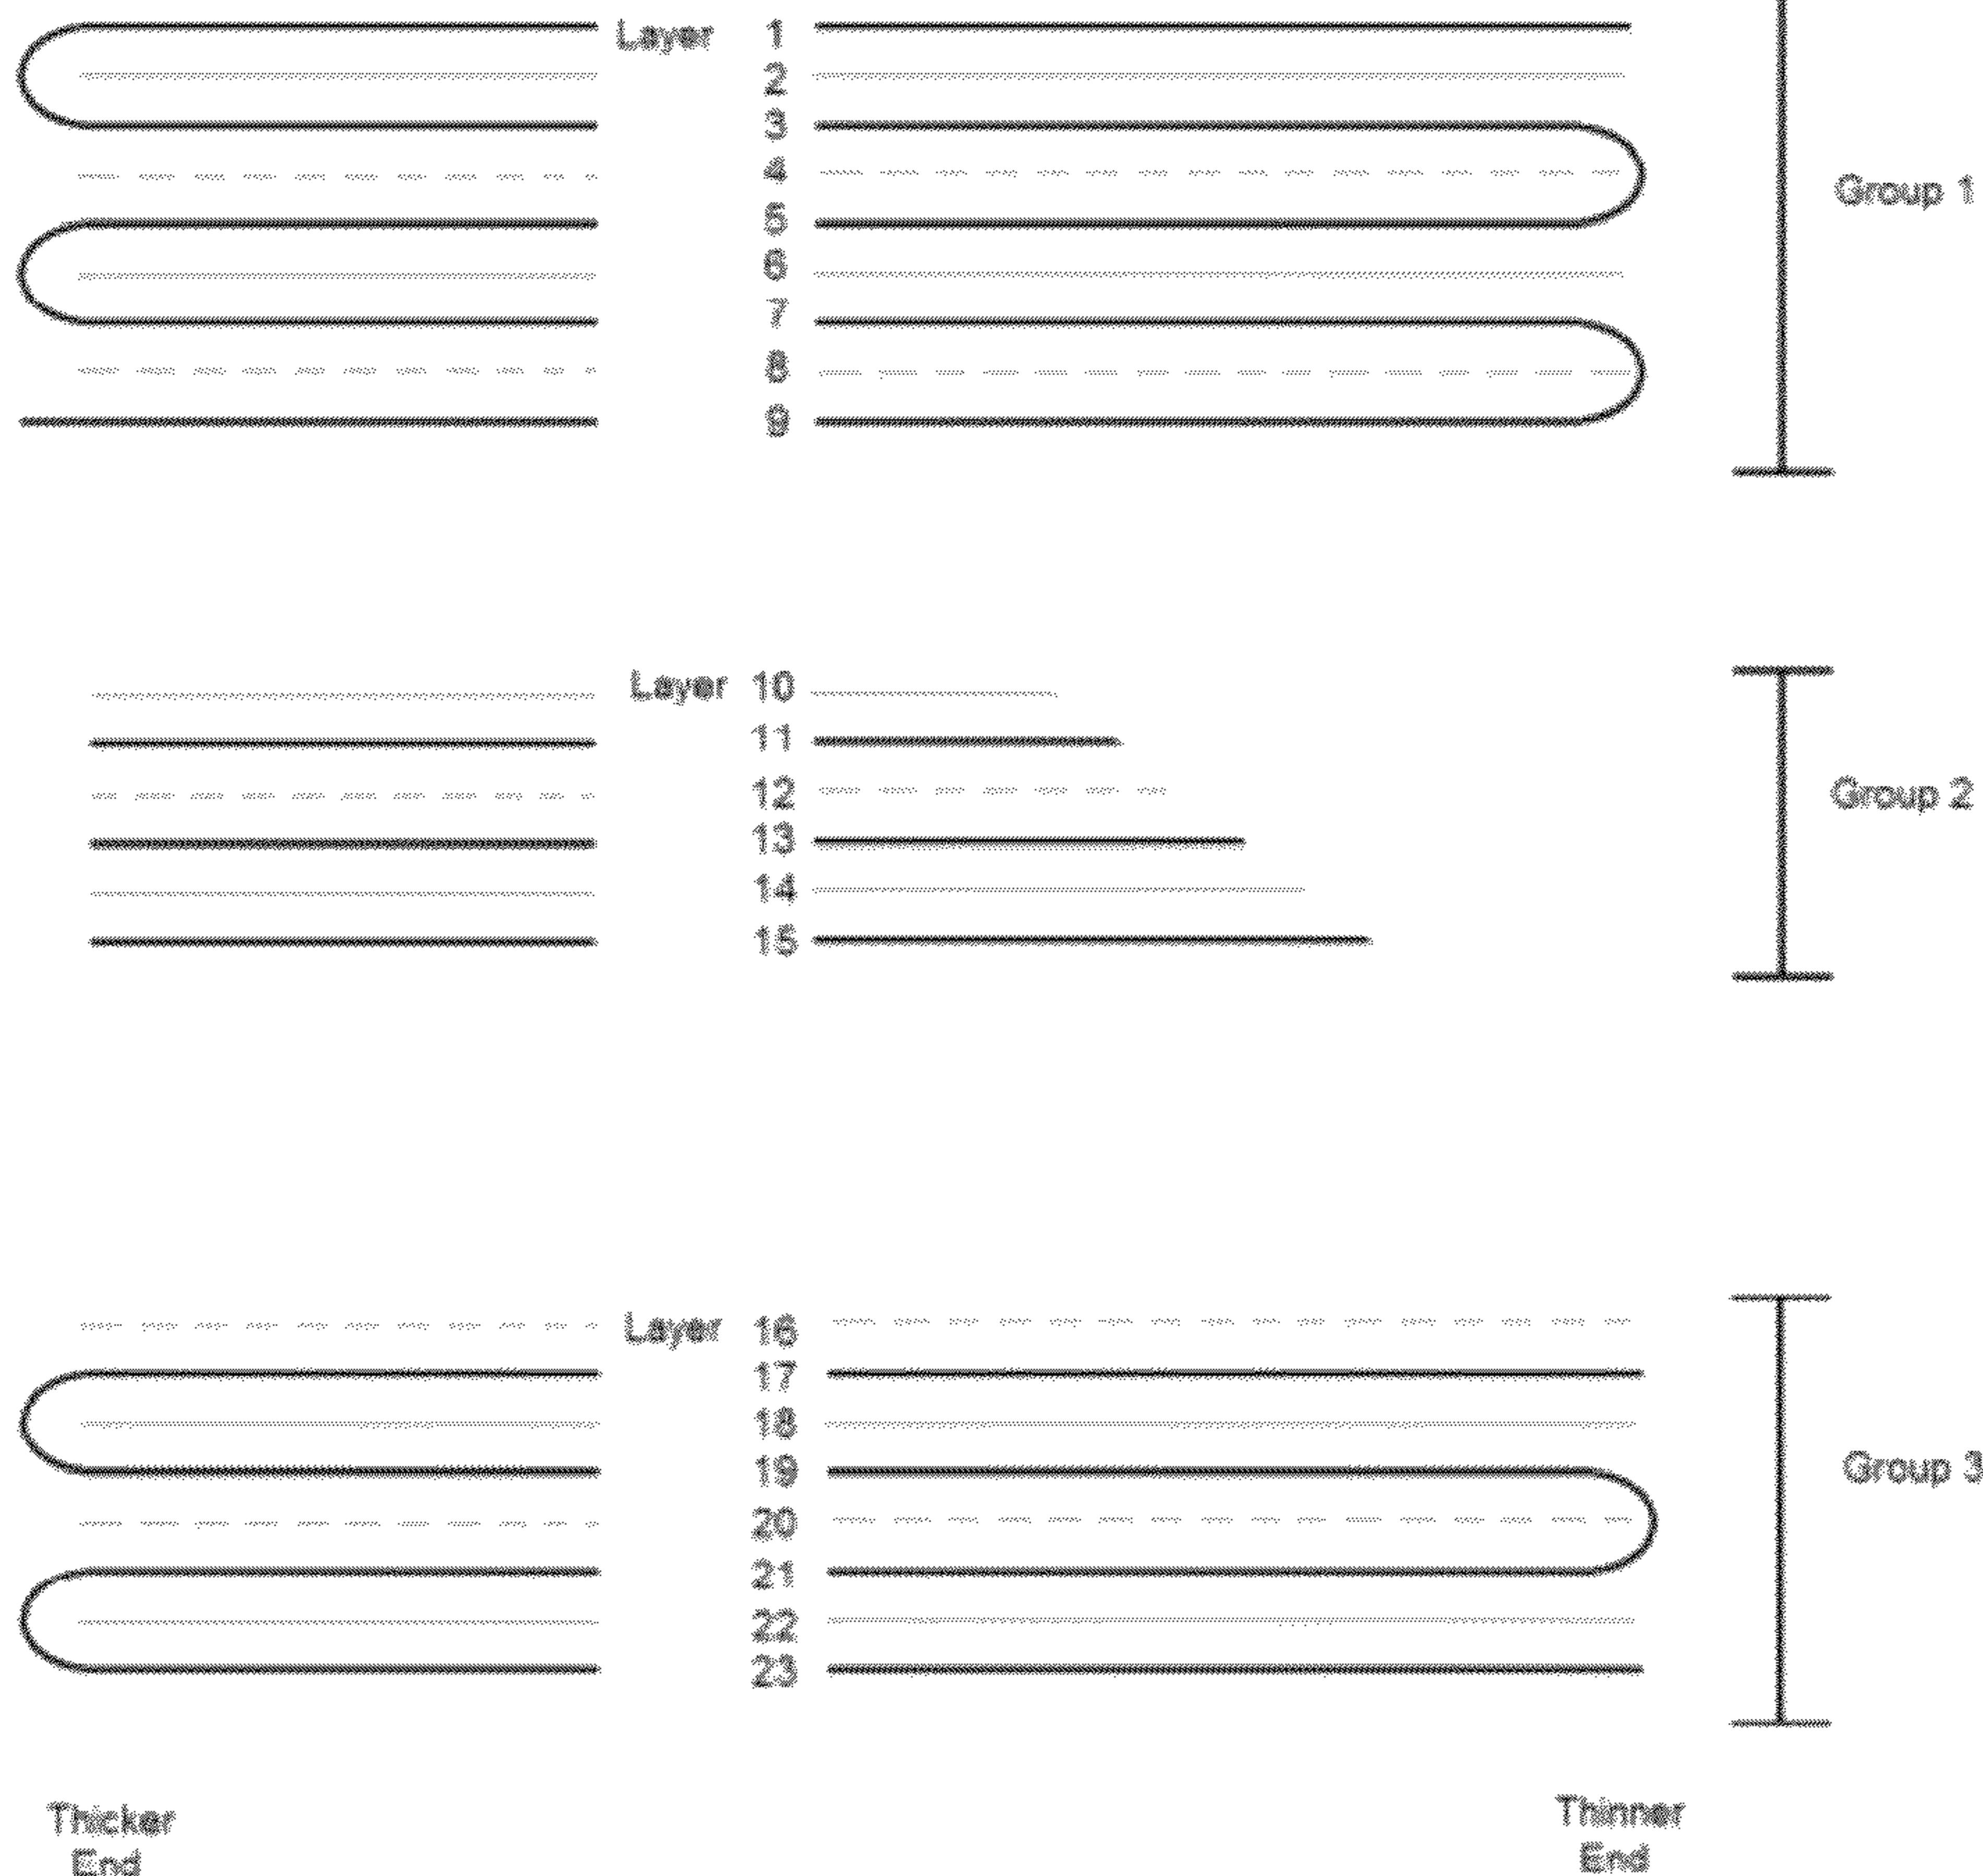 Layer 1
2
3
4
Group 1
5
6
7
8
9
Layer 10
11
12
Group 2
13
14
15
Layer 16
17
18
19
Group 3
20
21
22
23
Thicker
End
Thinner
End